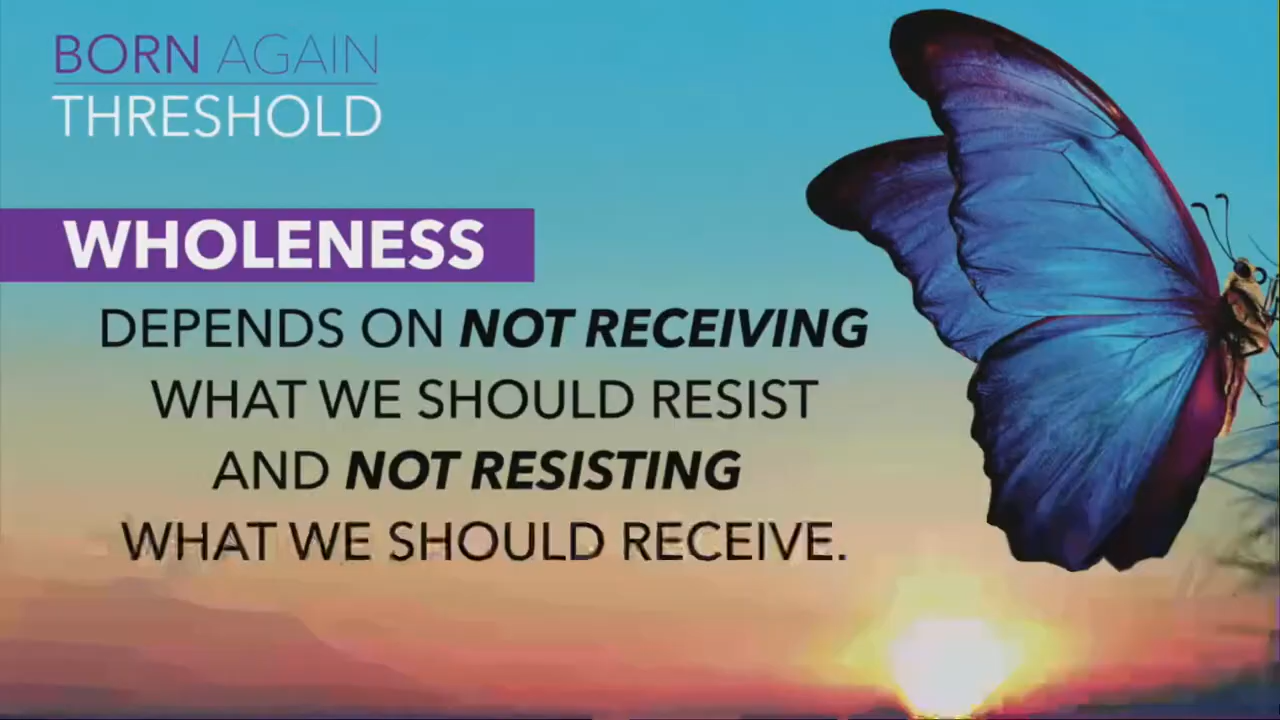 BORN AGAIN
THRESHOLD
WHOLENESS
DEPENDS ON NOT RECEIVING
WHAT WE SHOULD RESIST
AND NOT RESISTING
WHAT WE SHOULD RECEIVE.